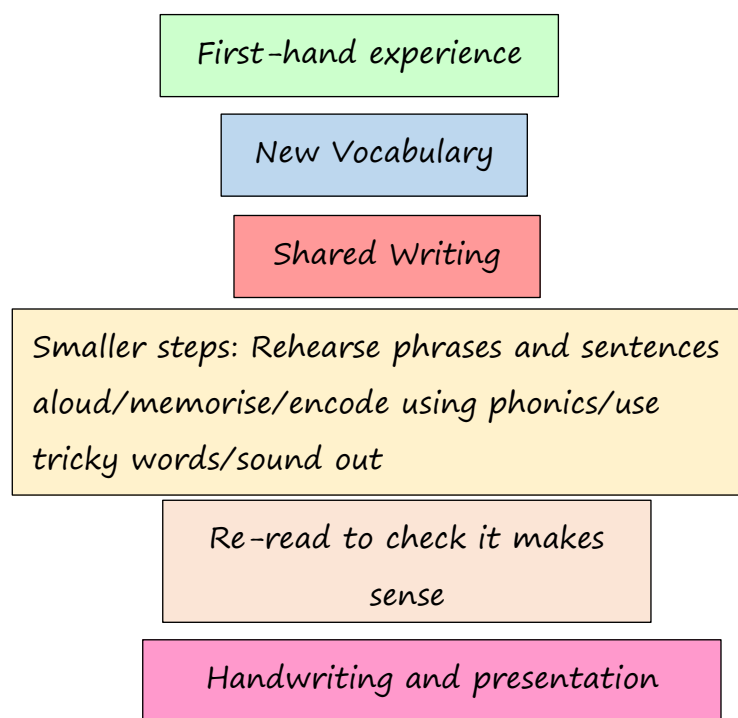 First-hand experience
New Vocabulary
Shared Writing
Smaller steps: Rehearse phrases and sentences
aloud/memorise/encode using phonics/use
tricky words/sound out
Re-read to check it makes
sense
Handwriting and presentation